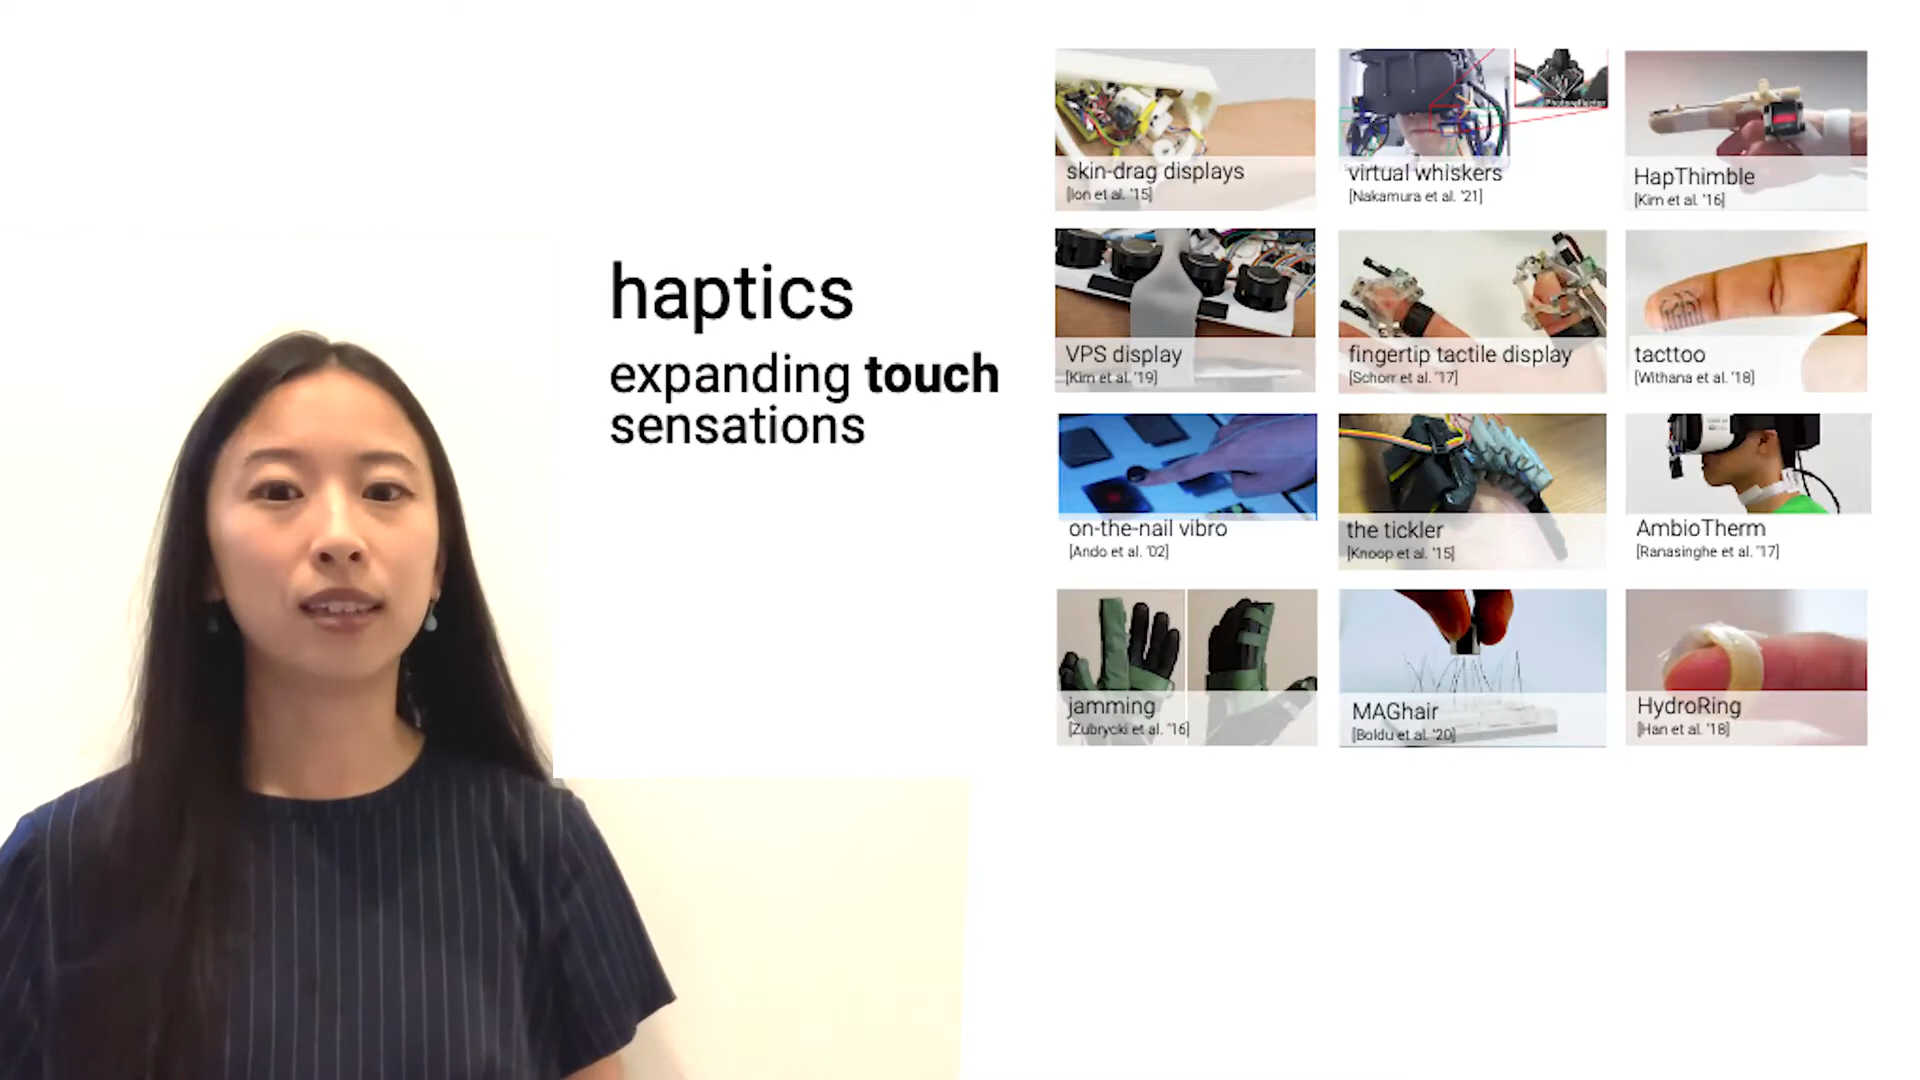 haptics
expanding touch
sensations
skin-drag displays
[Ion et al. '15]
virtual whiskers
[Nakamura et al. '21]
HapThimble
[Kim et al. '16]
VPS display
[Kim et al. '19]
fingertip tactile display
[Schorr et al. '17]
tacttoo
[Withana et al. '18]
on-the-nail vibro
[Ando et al. '02]
the tickler
[Knoop et al. '15]
AmbioTherm
[Ranasinghe et al. '17]
jamming
[Zubrycki et al. '16]
MAGhair
[Boldu et al. '20]
HydroRing
[Han et al. '18]